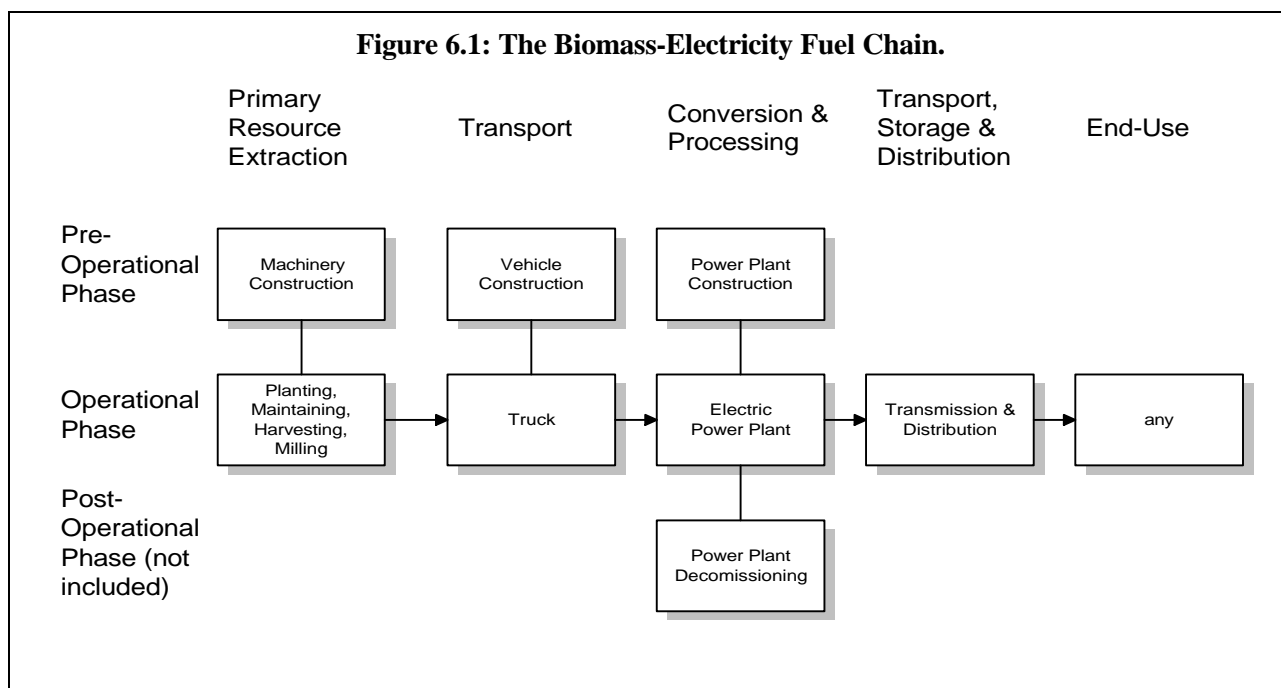 Figure 6.1: The Biomass-Electricity Fuel Chain.
Primary
Resource
Extraction
Transport
Conversion &
Processing
Transport,
Storage &
Distribution
End-Use
Pre-
Operational
Phase
Machinery
Construction
Vehicle
Construction
Power Plant
Construction
Operational
Phase
Planting,
Maintaining,
Harvesting,
Milling
Truck
Electric
Power Plant
Transmission &
Distribution
any
Post-
Operational
Phase (not
included)
Power Plant
Decomissioning